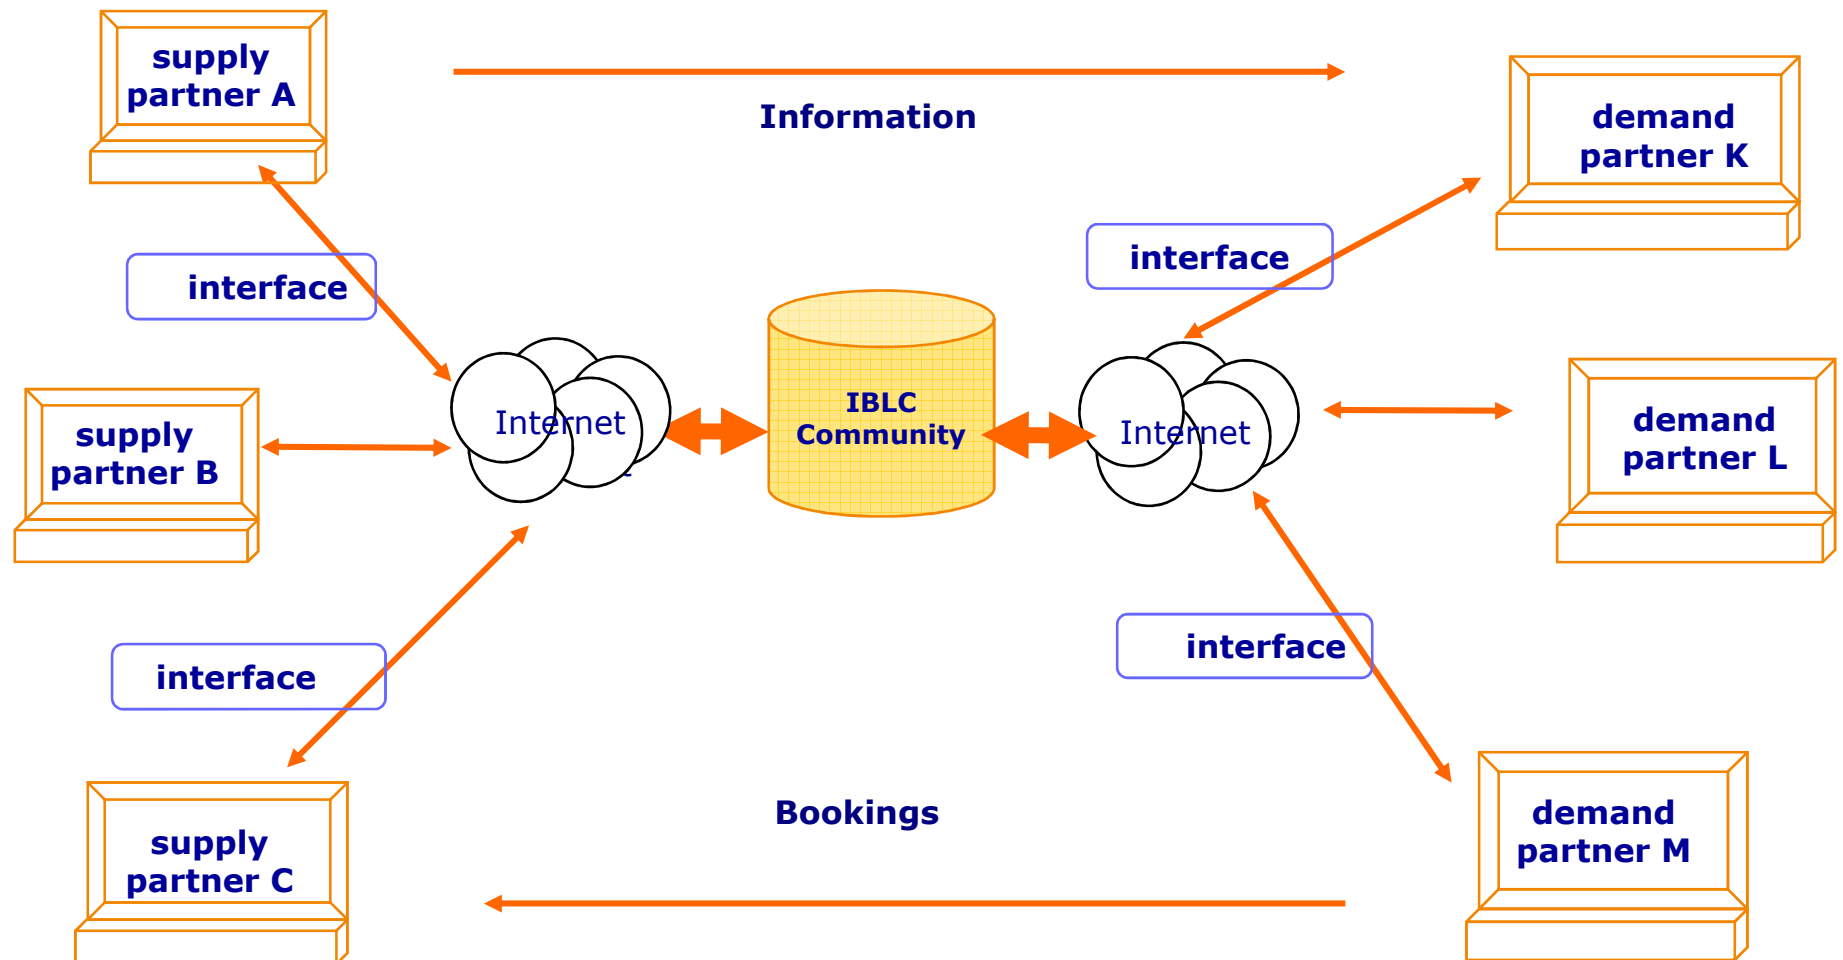 supply
partner A
Information
demand
partner K
interface
interface
IBLC
Community
Internet
Internet
supply
partner B
demand
partner L
interface
interface
Bookings
supply
partner C
demand
partner M